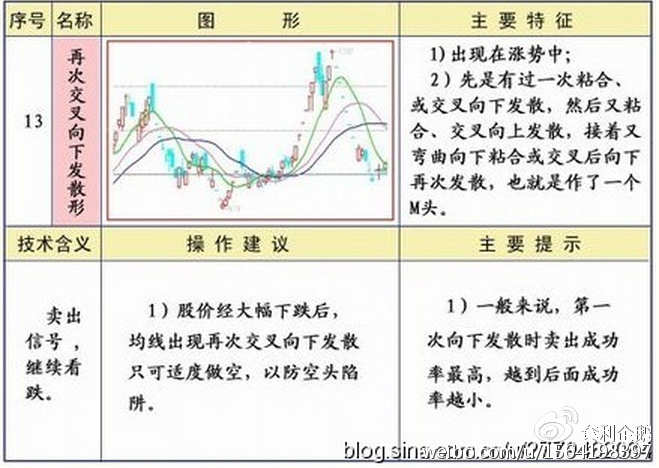 序号 名称 图形 主要特征
13
再次交叉向下发散形
1)出现在涨势中;
2)先是有过一次粘合、
或交叉向下发散，然后又粘
合、交叉向上发散，接着又
弯曲向下粘合或交叉后向下
再次发散，也就是作了一个
M头。
技术含义 操作建议 主要提示
卖出
信号，
继续看
跌。
1）股价经大幅下跌后，
均线出现再次交叉向下发散
只可适度做空，以防空头陷
阱。
1）一般来说，第一
次向下发散时卖出成功
率最高，越到后面成功
率越小。